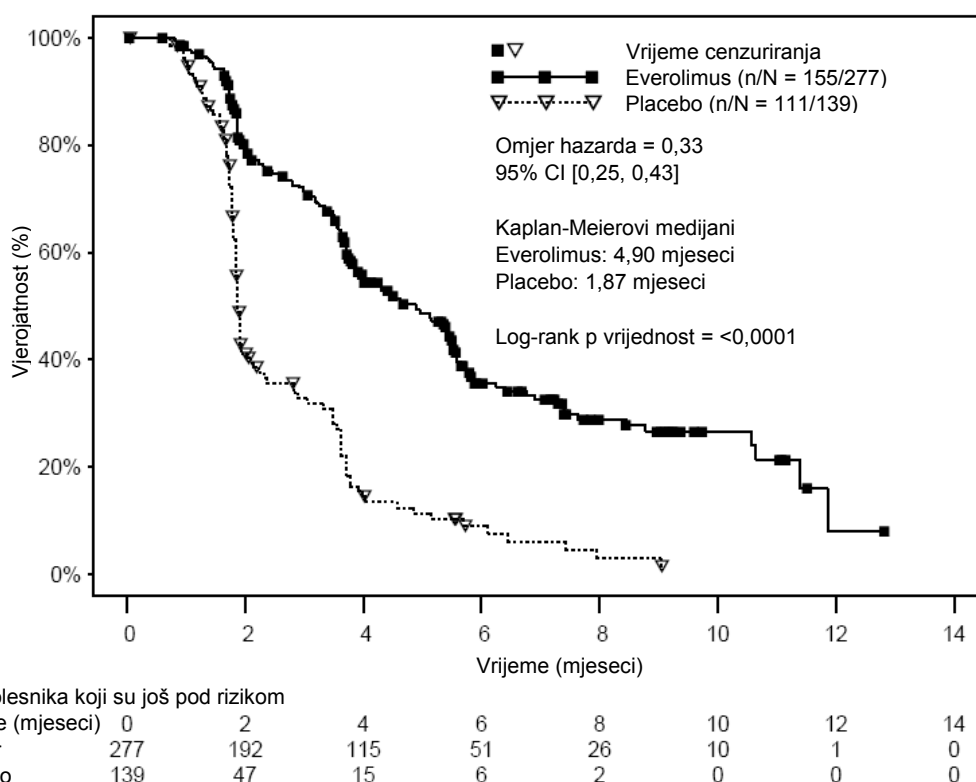 100%
80%
60%
40%
20%
0%
Vjerojatnost (%)
Vrijeme cenzuriranja
Everolimus (n/N = 155/277)
Placebo (n/N = 111/139)
Omjer hazarda = 0,33
95% CI [0,25, 0,43]
Kaplan-Meierovi medijani
Everolimus: 4,90 mjeseci
Placebo: 1,87 mjeseci
Log-rank p vrijednost = <0,0001
0 2 4 6 8 10 12 14
Vrijeme (mjeseci)
koji su još pod rizikom
(mjeseci) 0 2 4 6 8 10 12 14
277 192 115 51 26 10 1 0
139 47 15 6 2 0 0 0